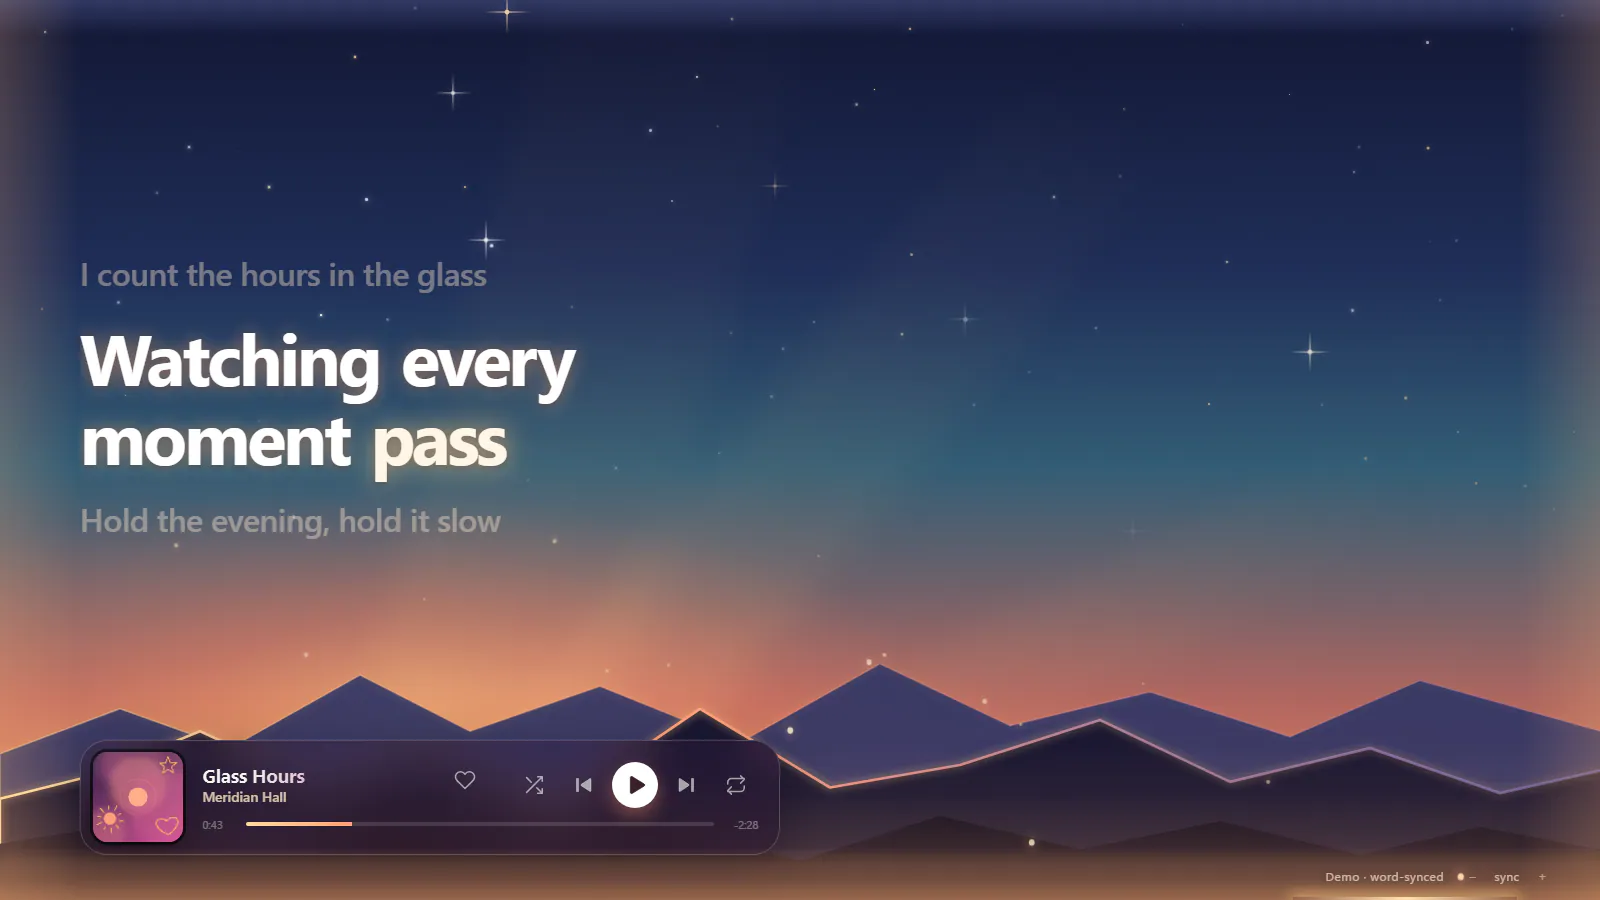 I count the hours in the glass
Watching every
moment pass
Hold the evening, hold it slow
Glass Hours
Meridian Hall
0:43
-2:28
Demo · word-synced
– sync +